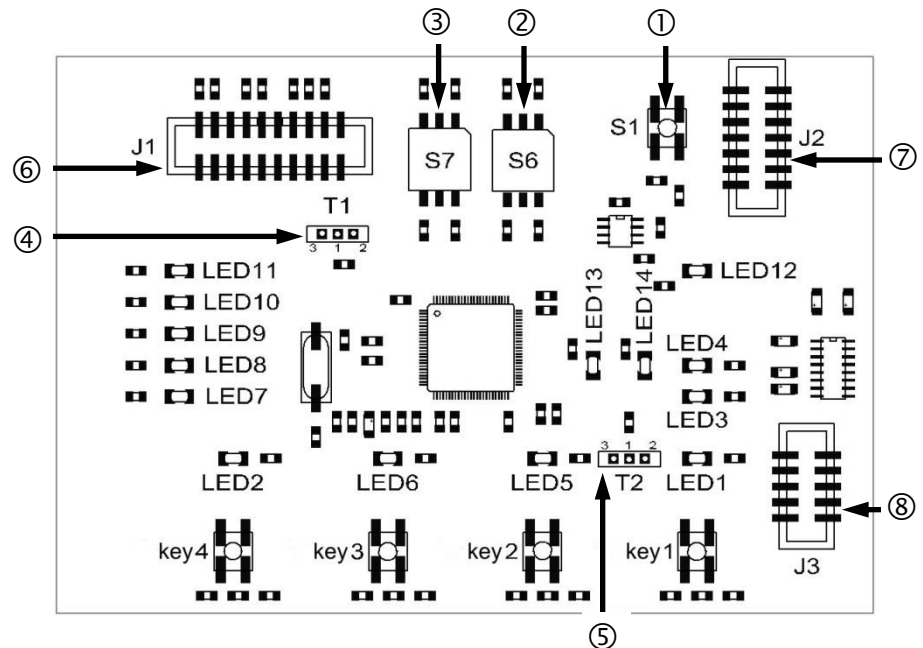 ③ ② ①
S1
J2
J1
S7
S6
⑦
⑥
T1
④
3 1 2
LED11
LED13
LED14
LED12
LED10
LED9
LED4
LED8
LED7
LED3
3 1 2
LED2
LED6
LED5
T2
LED1
⑧
key4
key3
key2
key1
J3
⑤